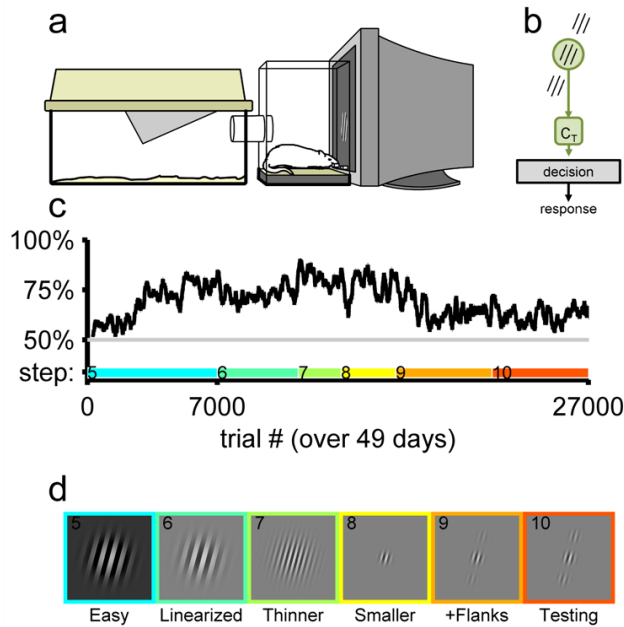 a
b
C_T
decision
response
c
100%
75%
50%
step:
5 6 7 8 9 10
0 7000 27000
trial # (over 49 days)
d
5 6 7 8 9 10
Easy Linearized Thinner Smaller +Flanks Testing